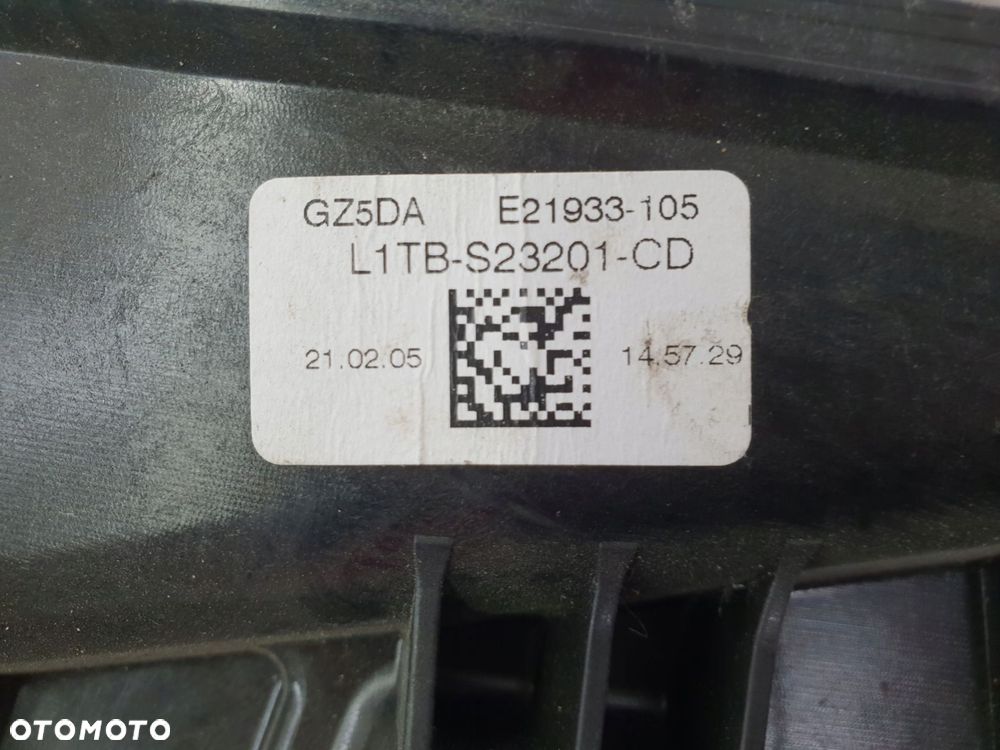 GZ5DA E21933-105
L1TB-S23201-CD
21.02.05 14.57.29
OTOMOTO